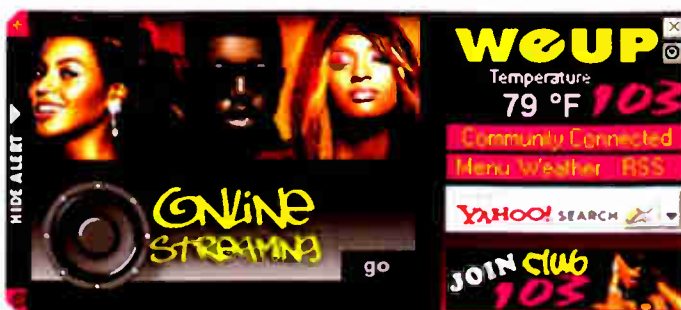 HIDE ALERT
ONLiNe
STREAMiNG
go
WeUP
Temperature
79 °F 103
Community Connected
Menu Weather RSS
YAHOO! SEARCH
JOIN CLUB
103